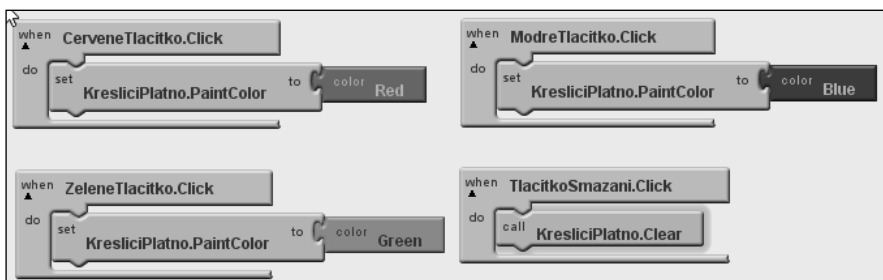 when CerveneTlacitko.Click
do set KresliciPlatno.PaintColor to color Red
when ModreTlacitko.Click
do set KresliciPlatno.PaintColor to color Blue
when ZeleneTlacitko.Click
do set KresliciPlatno.PaintColor to color Green
when TlacitkoSmazani.Click
do call KresliciPlatno.Clear